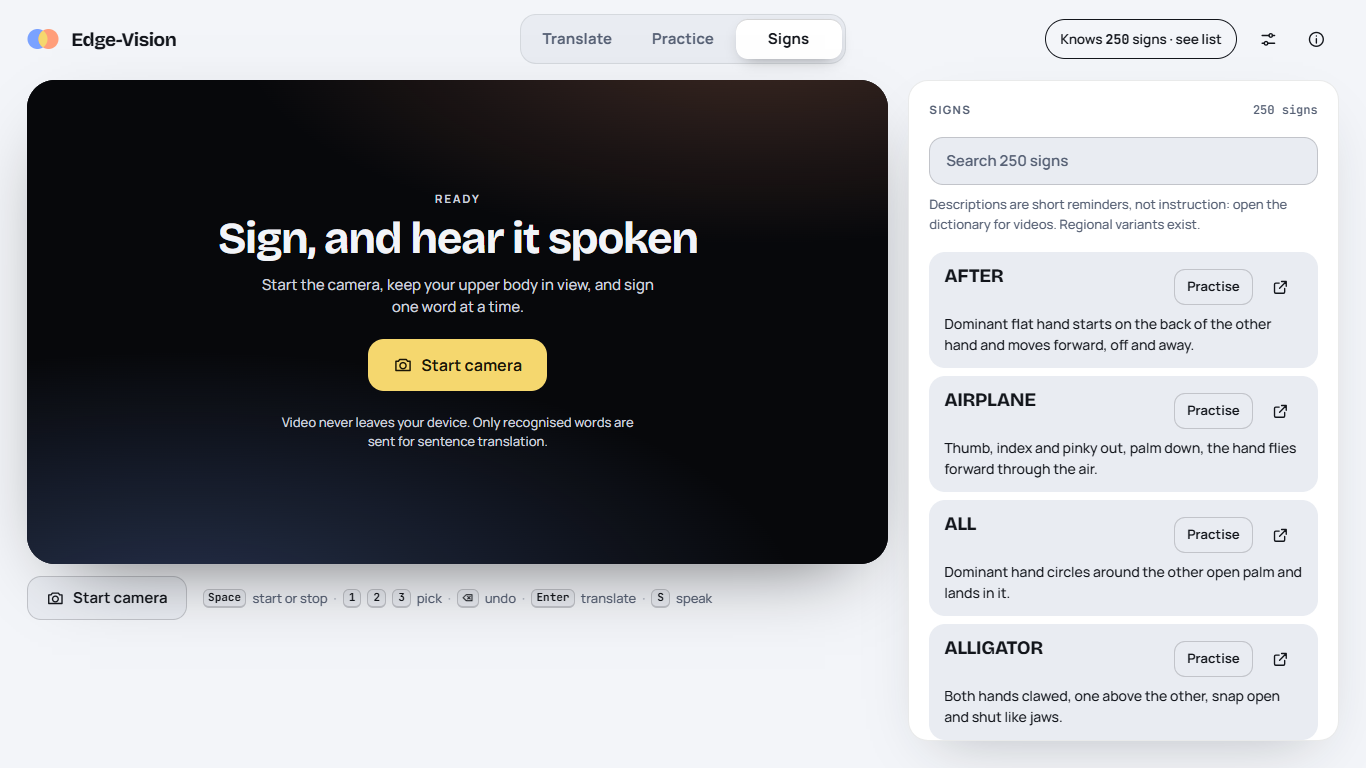 Edge-Vision
Translate
Practice
Signs
Knows 250 signs · see list
READY
Sign, and hear it spoken
Start the camera, keep your upper body in view, and sign
one word at a time.
Start camera
Video never leaves your device. Only recognised words are
sent for sentence translation.
Start camera
Space start or stop · 1 2 3 pick · ⌫ undo · Enter translate · S speak
SIGNS
250 signs
Search 250 signs
Descriptions are short reminders, not instruction: open the
dictionary for videos. Regional variants exist.
AFTER
Practise
Dominant flat hand starts on the back of the other
hand and moves forward, off and away.
AIRPLANE
Practise
Thumb, index and pinky out, palm down, the hand flies
forward through the air.
ALL
Practise
Dominant hand circles around the other open palm and
lands in it.
ALLIGATOR
Practise
Both hands clawed, one above the other, snap open
and shut like jaws.